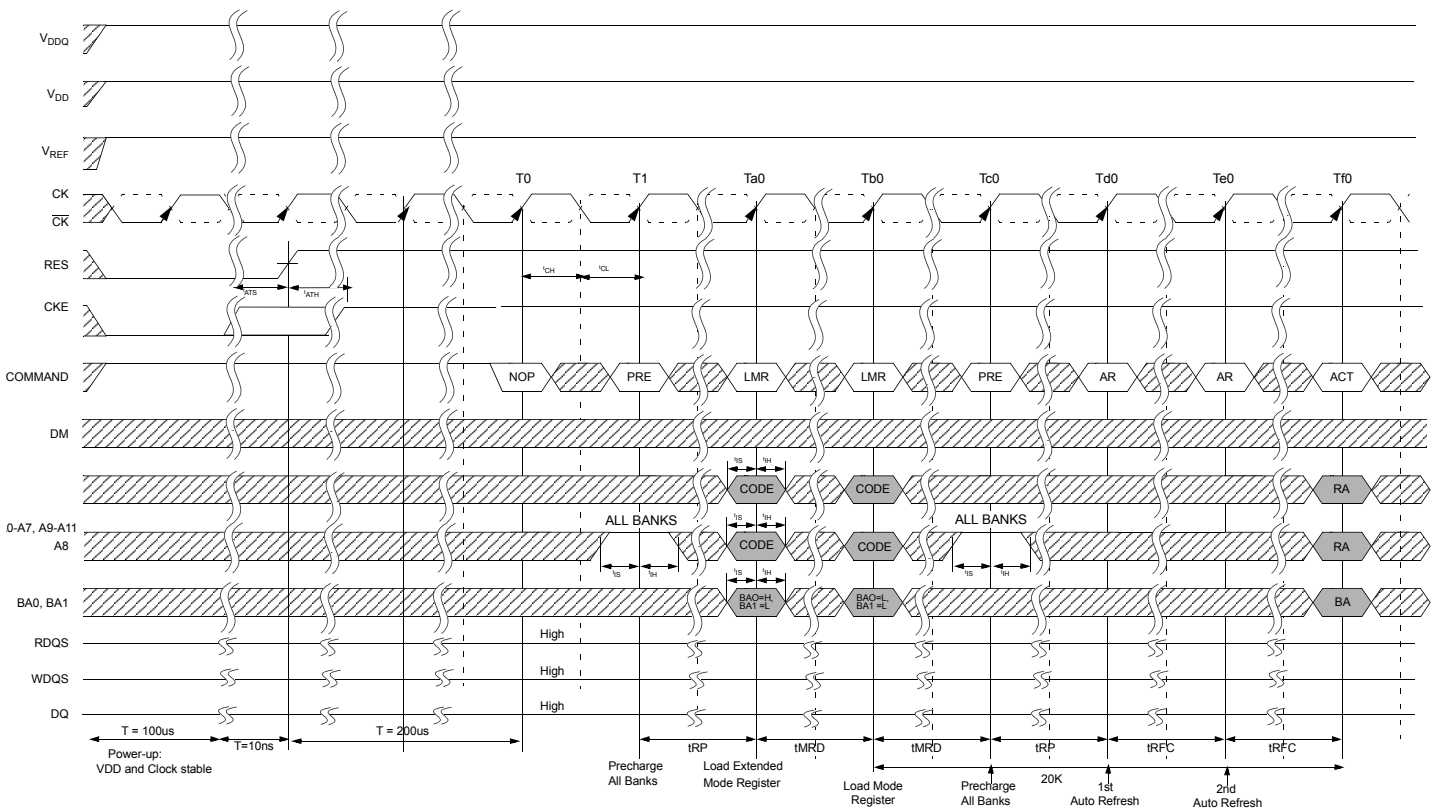 VDDQ
VDD
VREF
T0 T1 Ta0 Tb0 Tc0 Td0 Te0 Tf0
CK
CK
RES
tCH tCL
tATS tATH
CKE
COMMAND NOP PRE LMR LMR PRE AR AR ACT
DM
tIS tIH
CODE CODE RA
0-A7, A9-A11
ALL BANKS tIS tIH ALL BANKS
A8 CODE CODE RA
tIS tIH tIS tIH tIS tIH
BA0, BA1 BAO=H, BA1 =L BAO=L, BA1 =L BA
RDQS High
WDQS High
DQ High
T = 100us T=10ns T = 200us
tRP tMRD tMRD tRP tRFC tRFC
Power-up:
VDD and Clock stable
Precharge
All Banks
Load Extended
Mode Register
20K
Load Mode
Register
Precharge
All Banks
1st
Auto Refresh
2nd
Auto Refresh